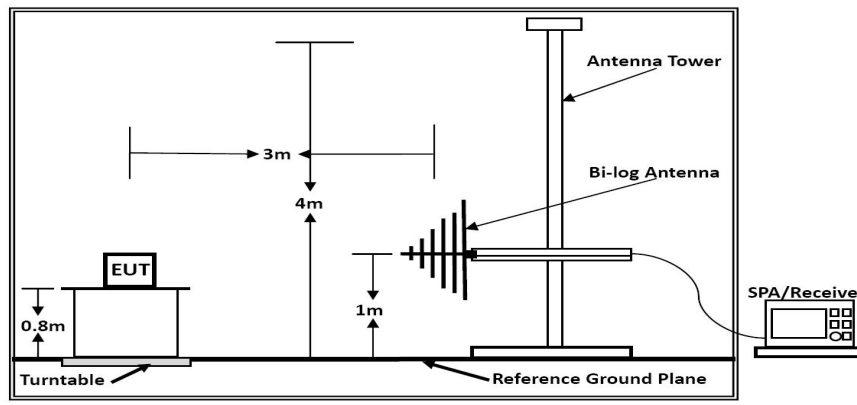 Antenna Tower
3m
Bi-log Antenna
4m
EUT
1m
0.8m
SPA/Receive
Turntable
Reference Ground Plane